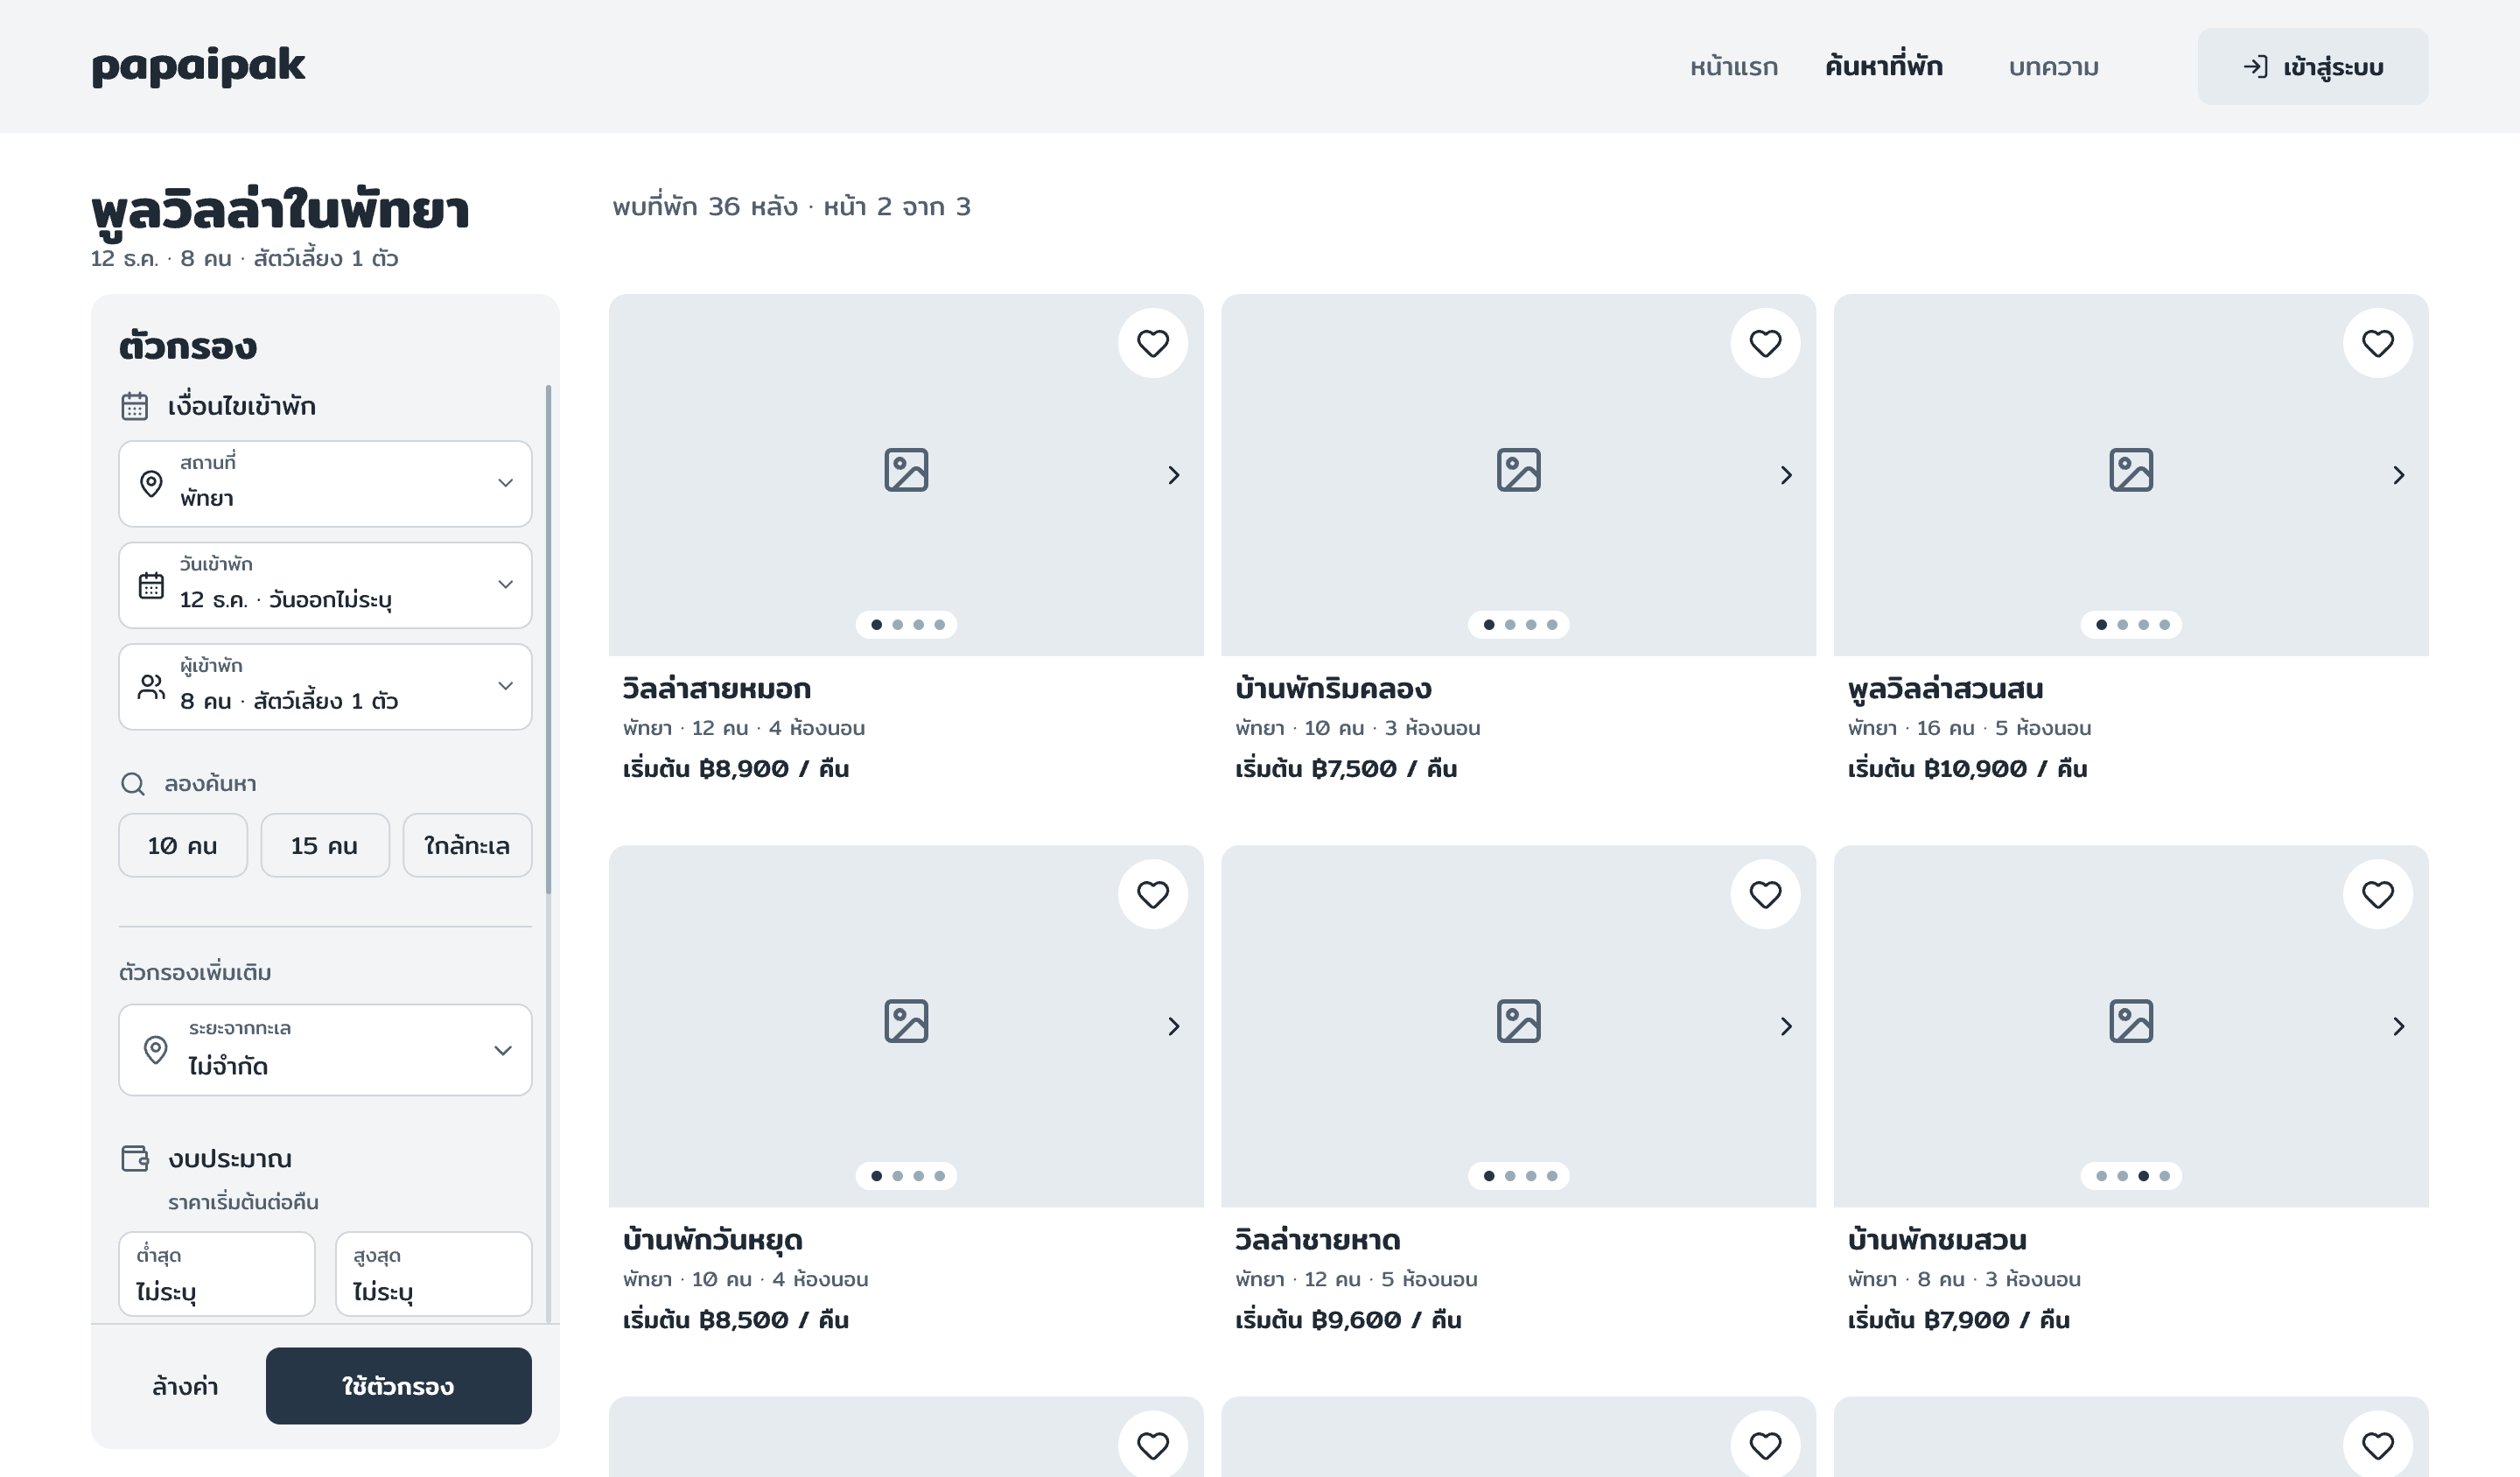 papaipak
หน้าแรก ค้นหาที่พัก บทความ เข้าสู่ระบบ
พูลวิลล่าในพัทยา
12 ธ.ค. · 8 คน · สัตว์เลี้ยง 1 ตัว
พบที่พัก 36 หลัง · หน้า 2 จาก 3
ตัวกรอง
เงื่อนไขเข้าพัก
สถานที่
พัทยา
วันเข้าพัก
12 ธ.ค. · วันออกไม่ระบุ
ผู้เข้าพัก
8 คน · สัตว์เลี้ยง 1 ตัว
ลองค้นหา
10 คน 15 คน ใกล้ทะเล
ตัวกรองเพิ่มเติม
ระยะจากทะเล
ไม่จำกัด
งบประมาณ
ราคาเริ่มต้นต่อคืน
ต่ำสุด
ไม่ระบุ
สูงสุด
ไม่ระบุ
ล้างค่า ใช้ตัวกรอง
วิลล่าสายหมอก
พัทยา · 12 คน · 4 ห้องนอน
เริ่มต้น ฿8,900 / คืน
บ้านพักริมคลอง
พัทยา · 10 คน · 3 ห้องนอน
เริ่มต้น ฿7,500 / คืน
พูลวิลล่าสวนสน
พัทยา · 16 คน · 5 ห้องนอน
เริ่มต้น ฿10,900 / คืน
บ้านพักวันหยุด
พัทยา · 10 คน · 4 ห้องนอน
เริ่มต้น ฿8,500 / คืน
วิลล่าชายหาด
พัทยา · 12 คน · 5 ห้องนอน
เริ่มต้น ฿9,600 / คืน
บ้านพักชมสวน
พัทยา · 8 คน · 3 ห้องนอน
เริ่มต้น ฿7,900 / คืน